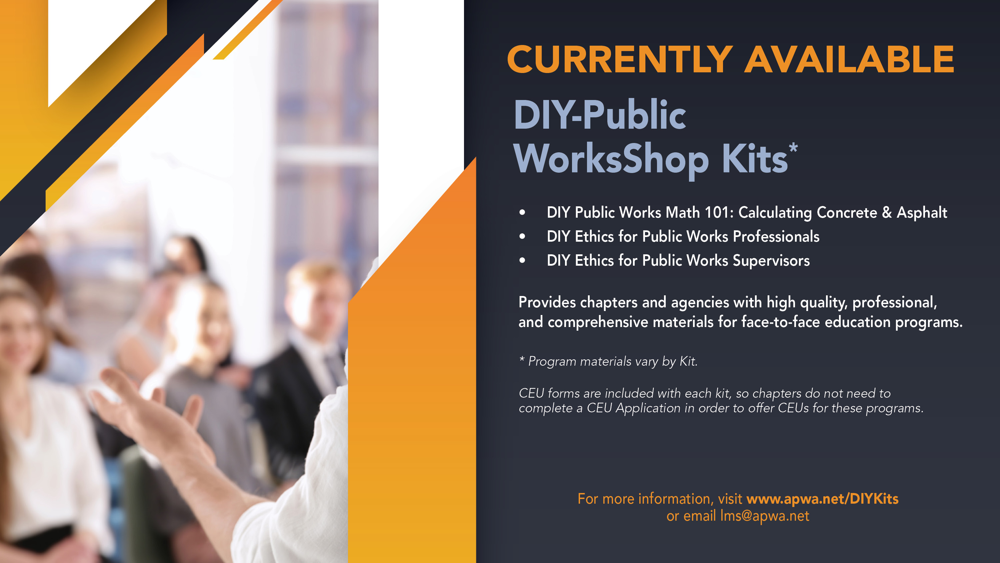 CURRENTLY AVAILABLE
DIY-Public
WorksShop Kits*
• DIY Public Works Math 101: Calculating Concrete & Asphalt
• DIY Ethics for Public Works Professionals
• DIY Ethics for Public Works Supervisors
Provides chapters and agencies with high quality, professional,
and comprehensive materials for face-to-face education programs.
* Program materials vary by Kit.
CEU forms are included with each kit, so chapters do not need to
complete a CEU Application in order to offer CEUs for these programs.
For more information, visit www.apwa.net/DIYKits
or email lms@apwa.net